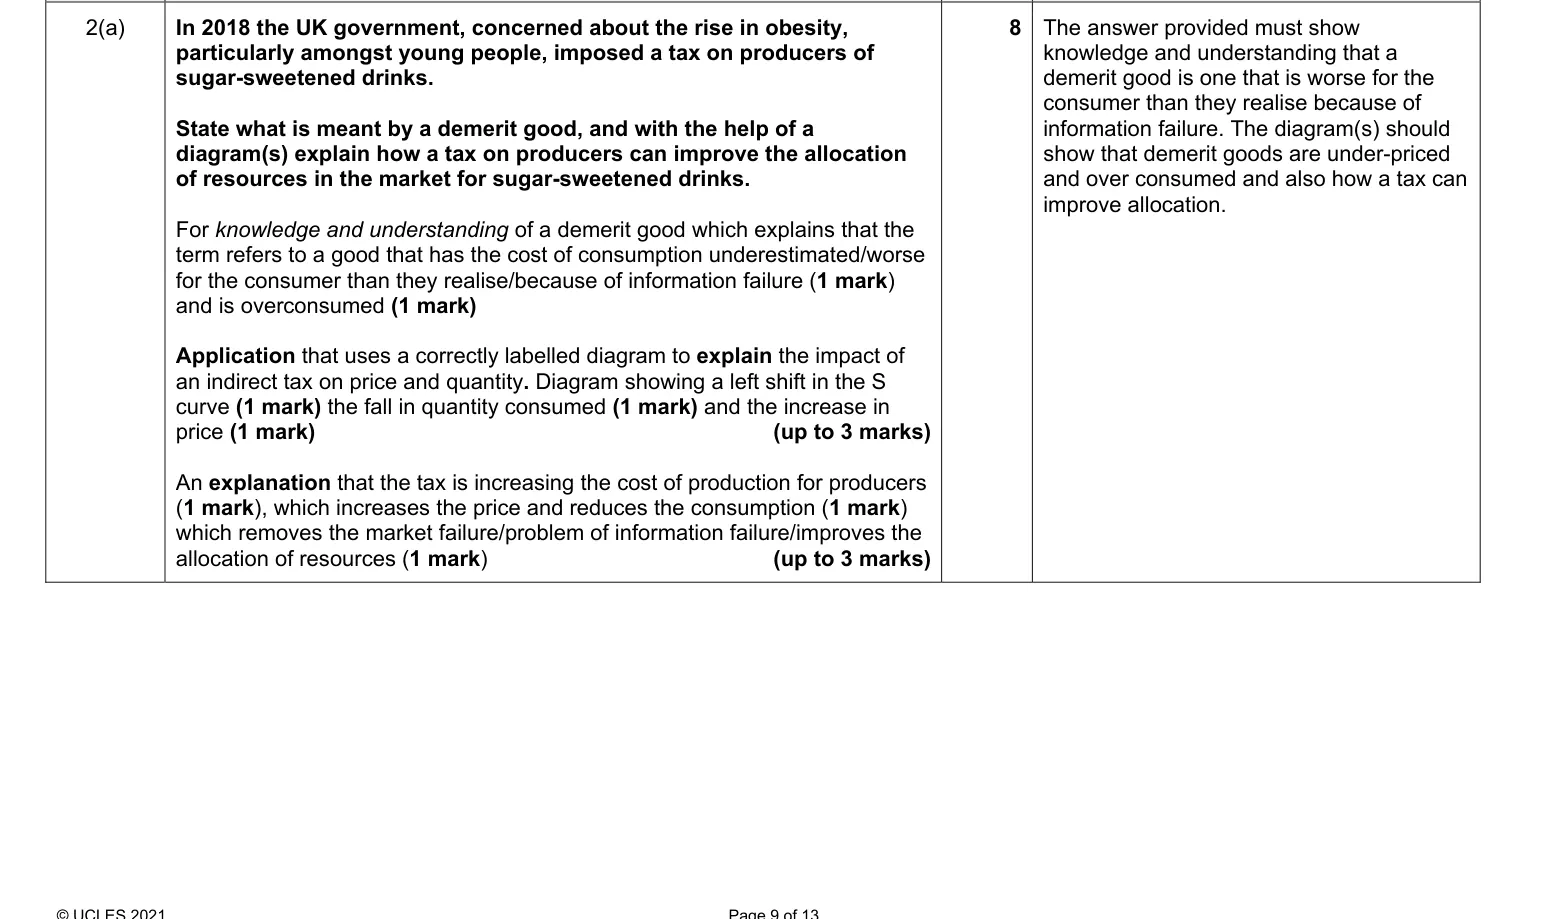 2(a)
In 2018 the UK government, concerned about the rise in obesity,
particularly amongst young people, imposed a tax on producers of
sugar-sweetened drinks.
State what is meant by a demerit good, and with the help of a
diagram(s) explain how a tax on producers can improve the allocation
of resources in the market for sugar-sweetened drinks.
For knowledge and understanding of a demerit good which explains that the
term refers to a good that has the cost of consumption underestimated/worse
for the consumer than they realise/because of information failure (1 mark)
and is overconsumed (1 mark)
Application that uses a correctly labelled diagram to explain the impact of
an indirect tax on price and quantity. Diagram showing a left shift in the S
curve (1 mark) the fall in quantity consumed (1 mark) and the increase in
price (1 mark) (up to 3 marks)
An explanation that the tax is increasing the cost of production for producers
(1 mark), which increases the price and reduces the consumption (1 mark)
which removes the market failure/problem of information failure/improves the
allocation of resources (1 mark) (up to 3 marks)
8
The answer provided must show
knowledge and understanding that a
demerit good is one that is worse for the
consumer than they realise because of
information failure. The diagram(s) should
show that demerit goods are under-priced
and over consumed and also how a tax can
improve allocation.
© UCLES 2021
Page 9 of 13